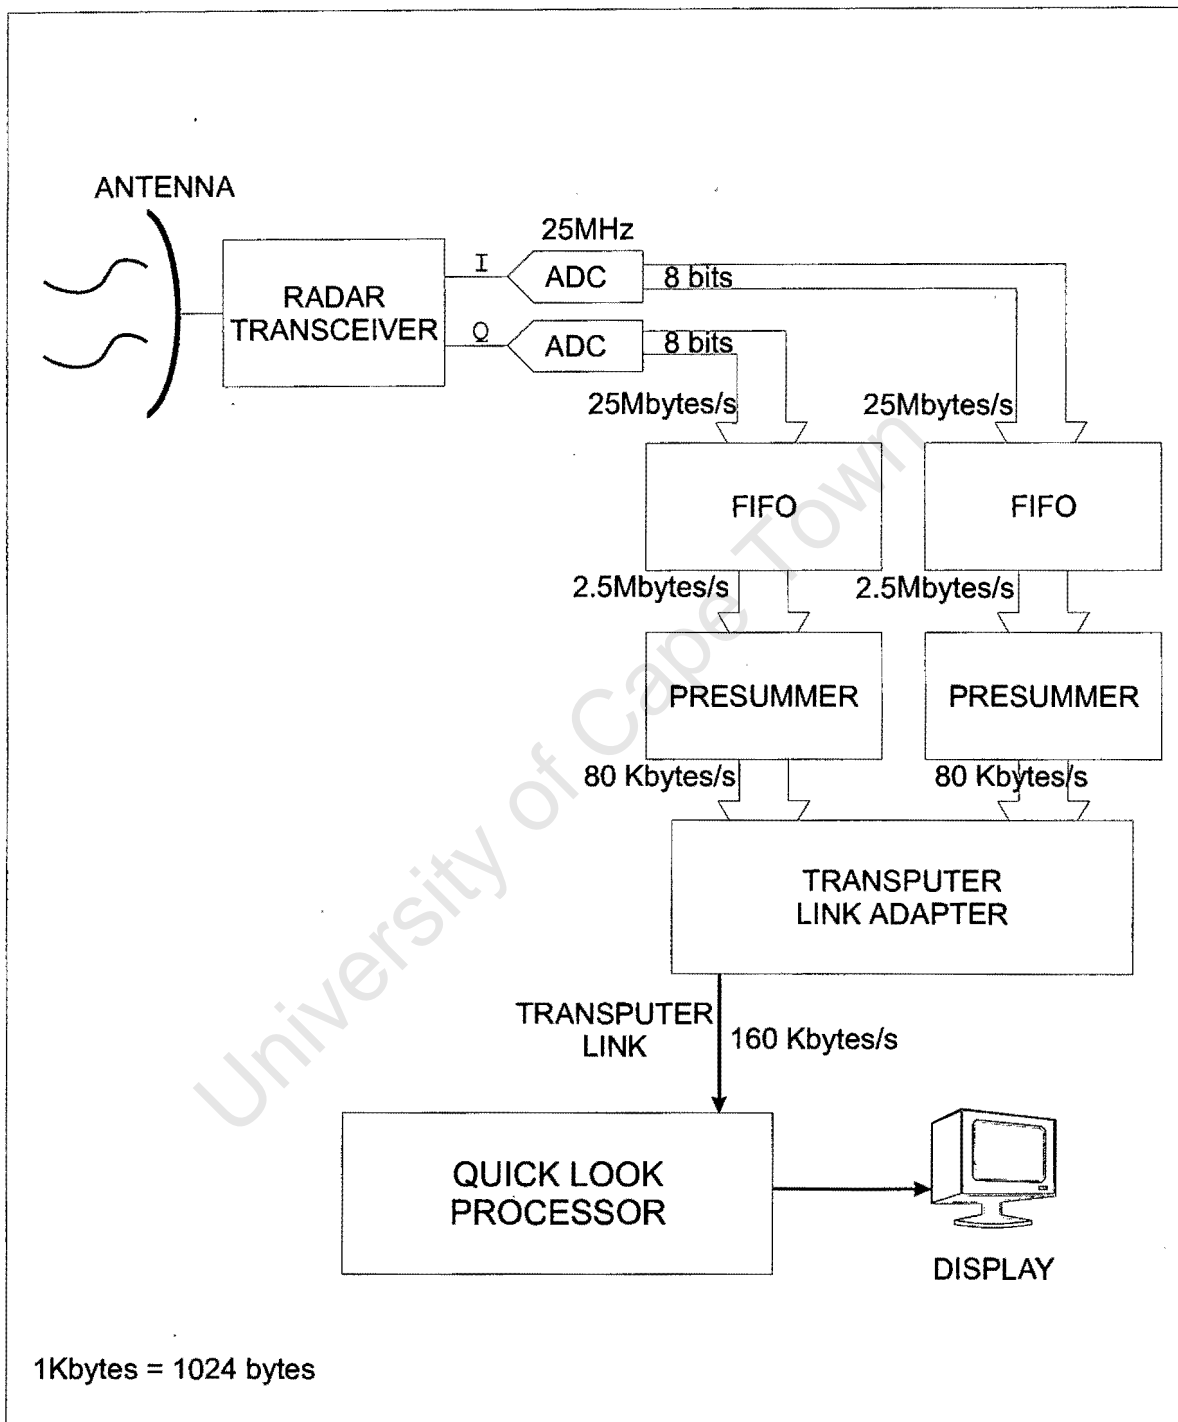 ANTENNA
25MHz
I
ADC
8 bits
RADAR
TRANSCEIVER
Q
ADC
8 bits
25Mbytes/s
25Mbytes/s
FIFO
FIFO
2.5Mbytes/s
2.5Mbytes/s
PRESUMMER
PRESUMMER
80 Kbytes/s
80 Kbytes/s
TRANSPUTER
LINK ADAPTER
TRANSPUTER
LINK
160 Kbytes/s
QUICK LOOK
PROCESSOR
DISPLAY
1Kbytes = 1024 bytes
University of Cape Town